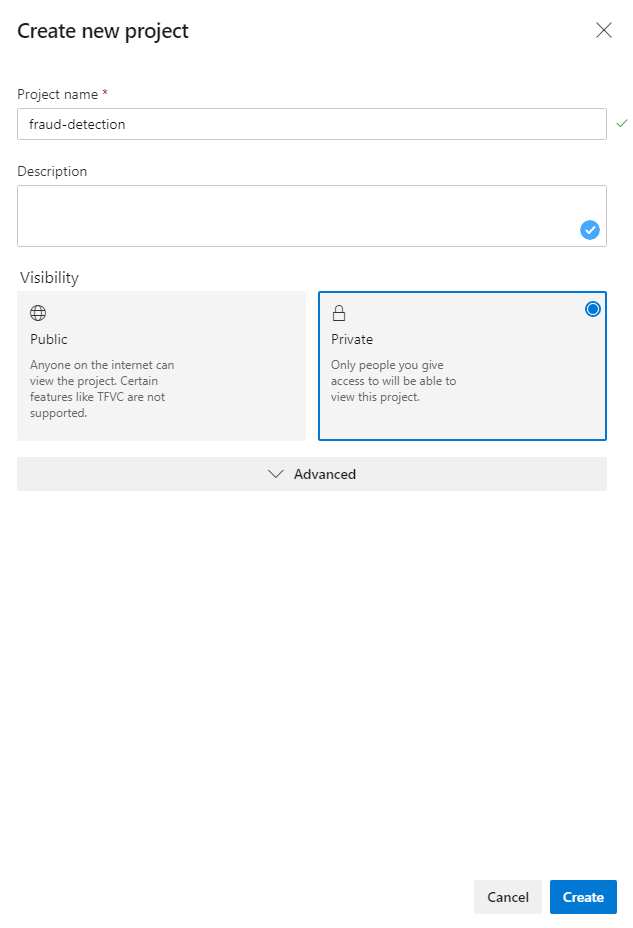 Create new project
Project name *
fraud-detection
Description
Visibility
Public
Anyone on the internet can
view the project. Certain
features like TFVC are not
supported.
Private
Only people you give
access to will be able to
view this project.
Advanced
Cancel
Create